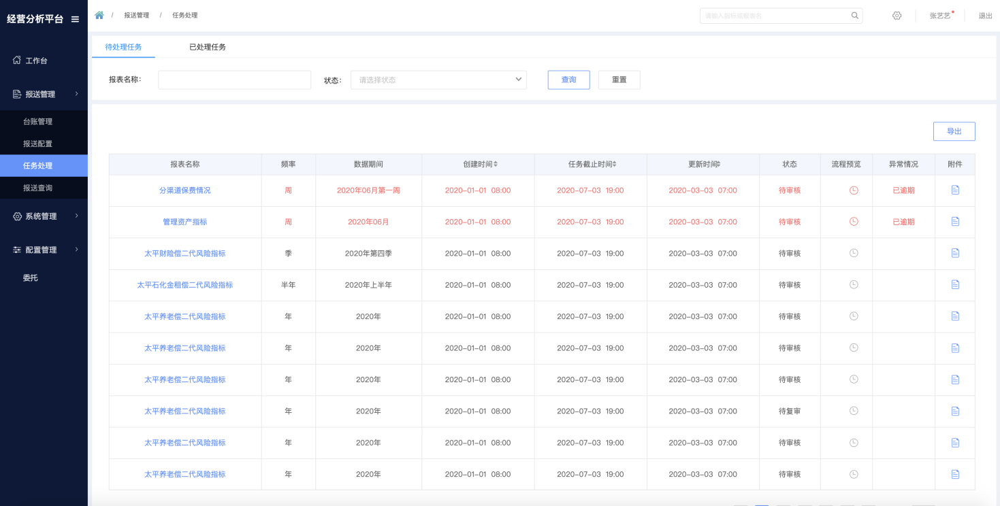 经营分析平台
/ 报送管理 / 任务处理
请输入指标或报表名
张艺艺
退出
工作台
报送管理
台账管理
报送配置
任务处理
报送查询
系统管理
配置管理
委托
待处理任务 已处理任务
报表名称: 状态: 请选择状态 查询 重置
导出
报表名称 频率 数据期间 创建时间 任务截止时间 更新时间 状态 流程预览 异常情况 附件
分渠道保费情况 周 2020年06月第一周 2020-01-01 08:00 2020-07-03 19:00 2020-03-03 07:00 待审核 已逾期
管理资产指标 周 2020年06月 2020-01-01 08:00 2020-07-03 19:00 2020-03-03 07:00 待审核 已逾期
太平财险偿二代风险指标 季 2020年第四季 2020-01-01 08:00 2020-07-03 19:00 2020-03-03 07:00 待审核
太平石化金租偿二代风险指标 半年 2020年上半年 2020-01-01 08:00 2020-07-03 19:00 2020-03-03 07:00 待审核
太平养老偿二代风险指标 年 2020年 2020-01-01 08:00 2020-07-03 19:00 2020-03-03 07:00 待审核
太平养老偿二代风险指标 年 2020年 2020-01-01 08:00 2020-07-03 19:00 2020-03-03 07:00 待审核
太平养老偿二代风险指标 年 2020年 2020-01-01 08:00 2020-07-03 19:00 2020-03-03 07:00 待审核
太平养老偿二代风险指标 年 2020年 2020-01-01 08:00 2020-07-03 19:00 2020-03-03 07:00 待复审
太平养老偿二代风险指标 年 2020年 2020-01-01 08:00 2020-07-03 19:00 2020-03-03 07:00 待审核
太平养老偿二代风险指标 年 2020年 2020-01-01 08:00 2020-07-03 19:00 2020-03-03 07:00 待审核